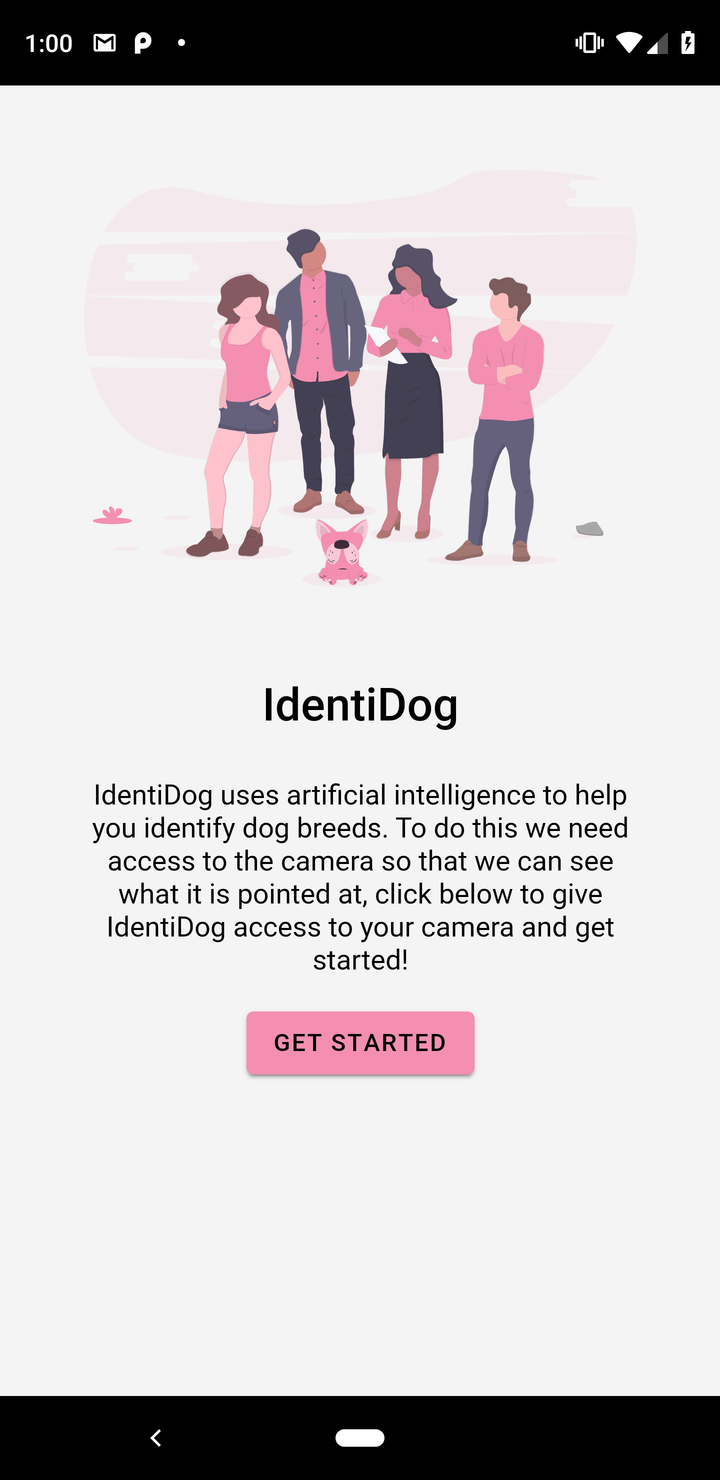 1:00
IdentiDog
IdentiDog uses artificial intelligence to help
you identify dog breeds. To do this we need
access to the camera so that we can see
what it is pointed at, click below to give
IdentiDog access to your camera and get
started!
GET STARTED